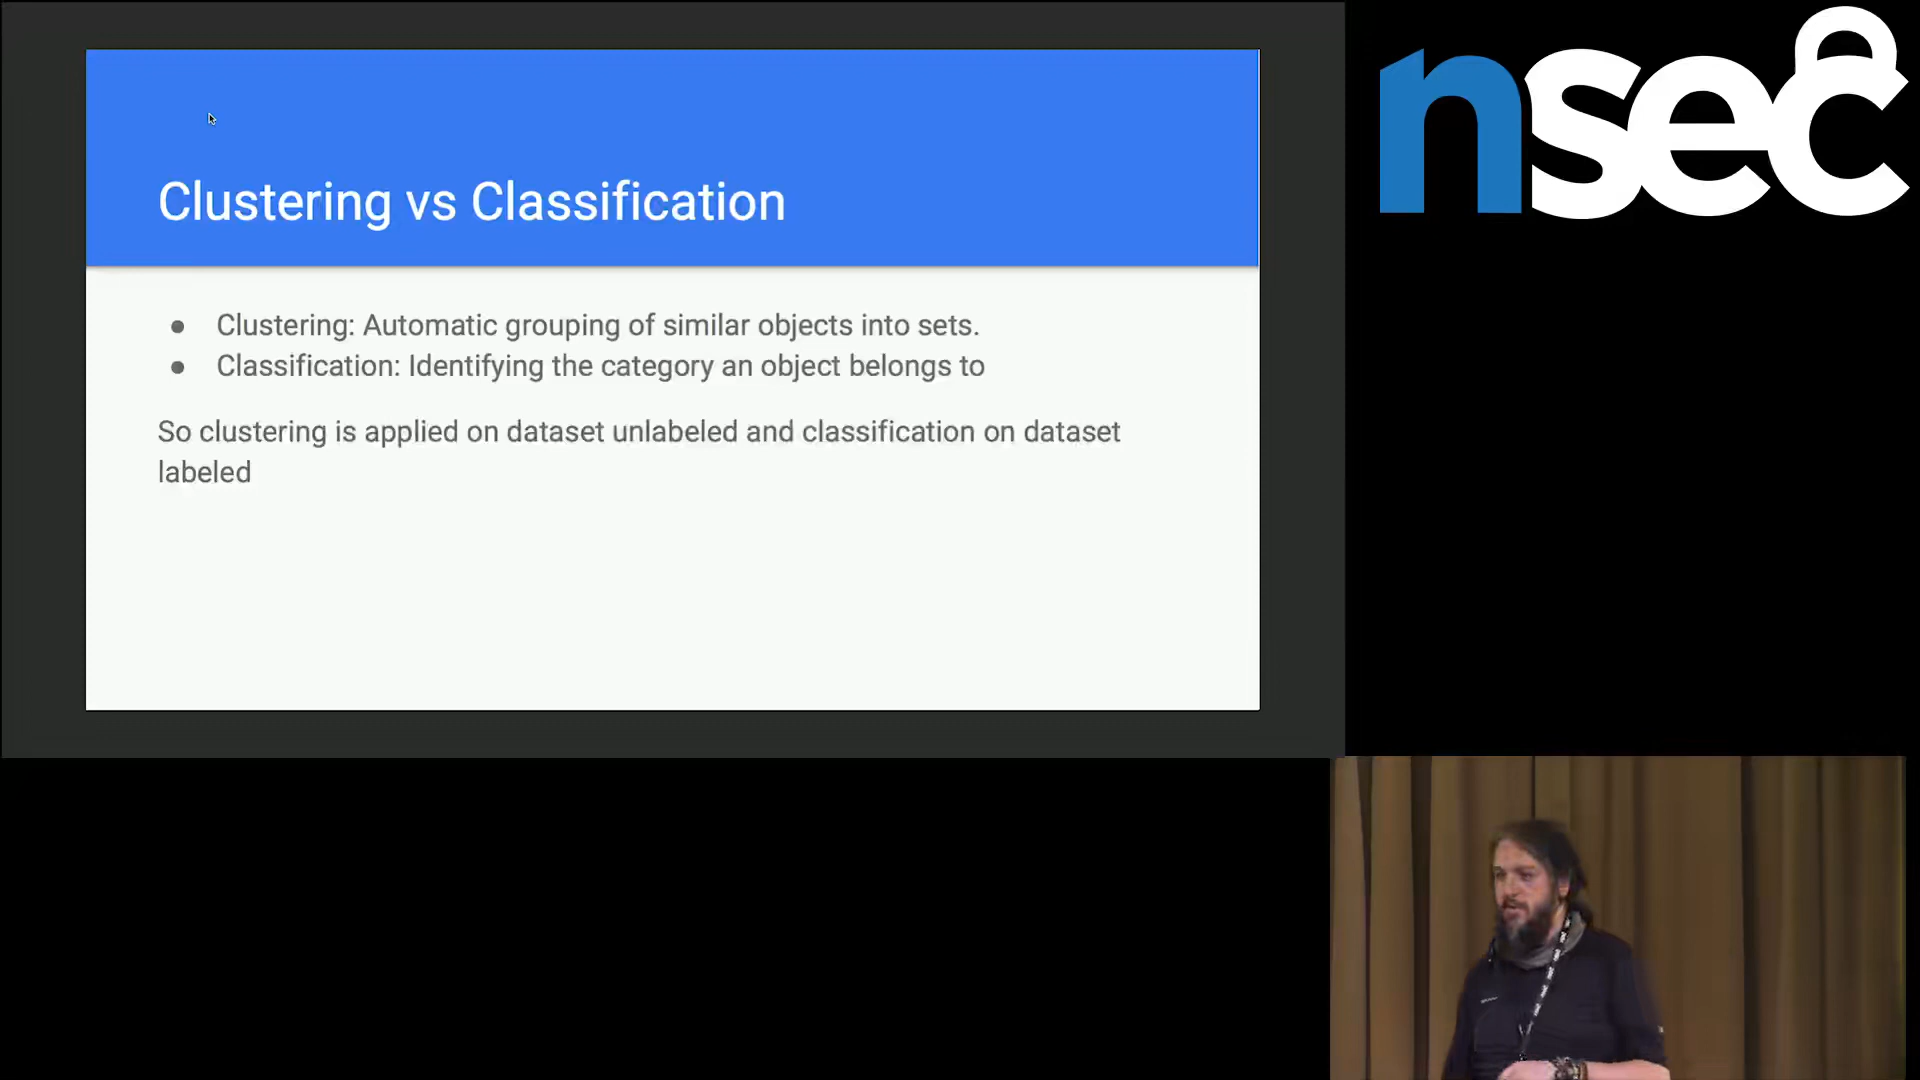 nsec
Clustering vs Classification
● Clustering: Automatic grouping of similar objects into sets.
● Classification: Identifying the category an object belongs to
So clustering is applied on dataset unlabeled and classification on dataset
labeled